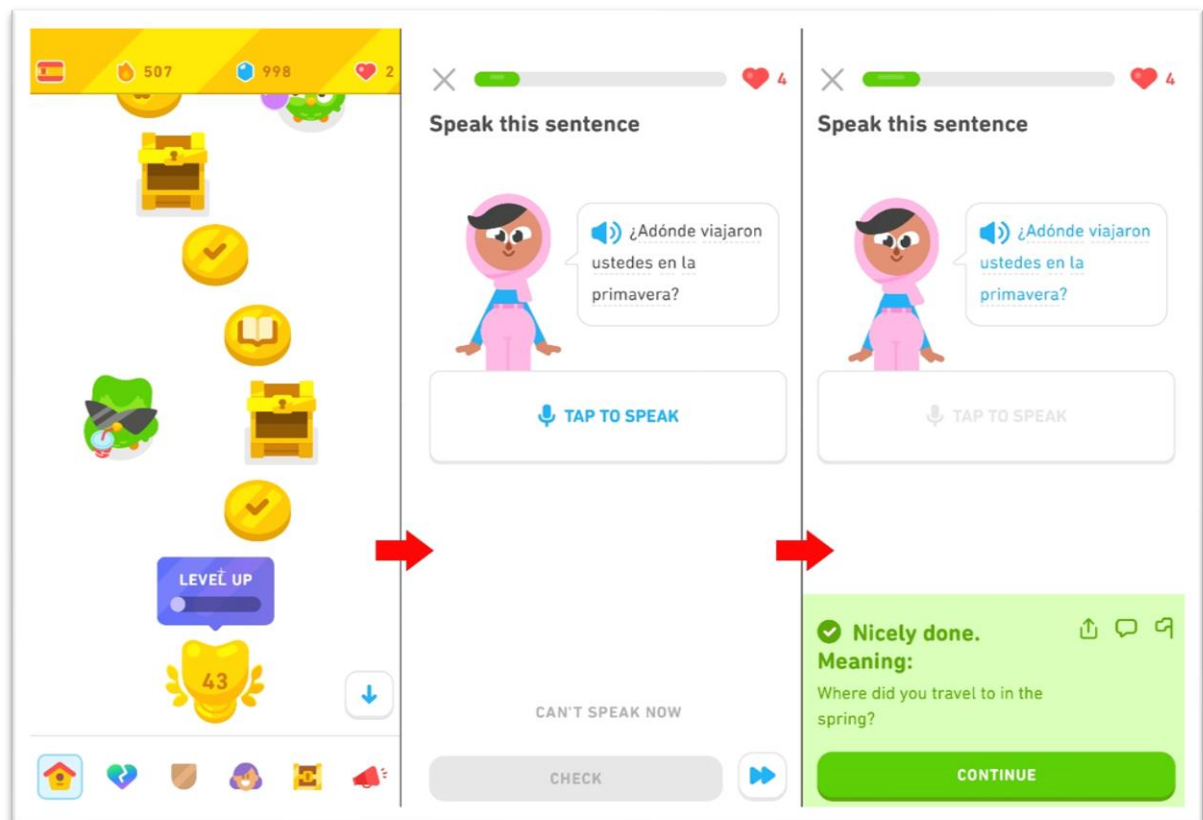 507 998 2
LEVEL UP
43
4
Speak this sentence
¿Adónde viajaron
ustedes en la
primavera?
TAP TO SPEAK
CAN'T SPEAK NOW
CHECK
4
Speak this sentence
¿Adónde viajaron
ustedes en la
primavera?
TAP TO SPEAK
Nicely done.
Meaning:
Where did you travel to in the
spring?
CONTINUE